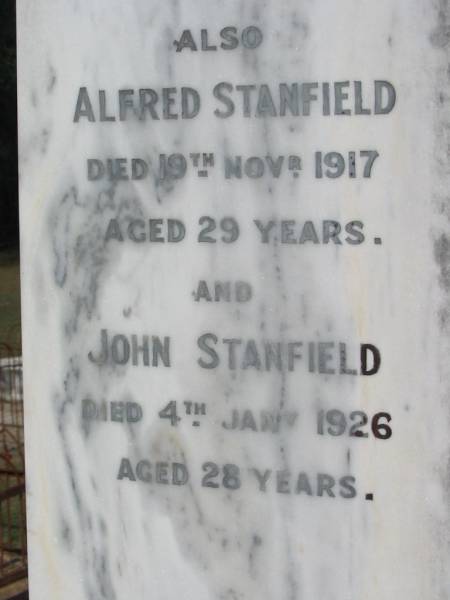 ALSO
ALFRED STANFIELD
DIED 19TH NOVR 1917
AGED 29 YEARS.
AND
JOHN STANFIELD
DIED 4TH JANY 1926
AGED 28 YEARS.